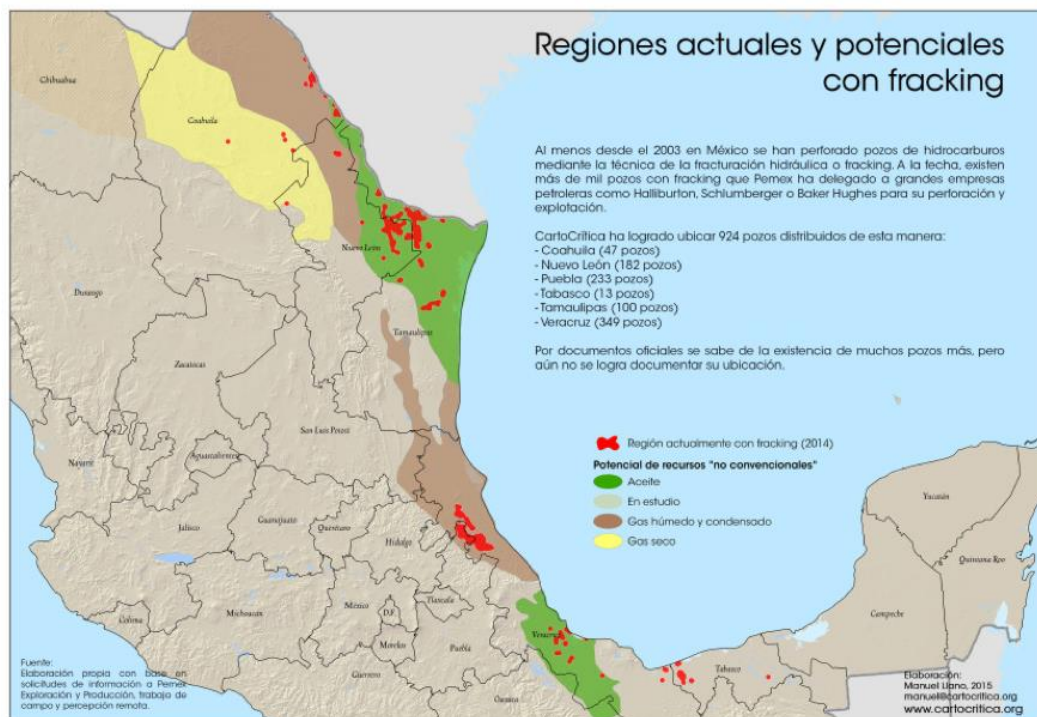 Regiones actuales y potenciales
con fracking
Al menos desde el 2003 en México se han perforado pozos de hidrocarburos
mediante la técnica de la fracturación hidráulica o fracking. A la fecha, existen
más de mil pozos con fracking que Pemex ha delegado a grandes empresas
petroleras como Halliburton, Schlumberger o Baker Hughes para su perforación y
explotación.
CartoCrítica ha logrado ubicar 924 pozos distribuidos de esta manera:
- Coahuila (47 pozos)
- Nuevo León (182 pozos)
- Puebla (233 pozos)
- Tabasco (13 pozos)
- Tamaulipas (100 pozos)
- Veracruz (349 pozos)
Por documentos oficiales se sabe de la existencia de muchos pozos más, pero
aún no se logra documentar su ubicación.
Región actualmente con fracking (2014)
Potencial de recursos "no convencionales"
Aceite
En estudio
Gas húmedo y condensado
Gas seco
Chihuahua
Coahuila
Nuevo León
Durango
Tamaulipas
Zacatecas
San Luis Potosí
Nayarit
Aguascalientes
Jalisco
Guanajuato
Querétaro
Hidalgo
Colima
Michoacán
México
D.F.
Tlaxcala
Morelos
Puebla
Veracruz
Guerrero
Oaxaca
Tabasco
Campeche
Yucatán
Quintana Roo
Fuente:
Elaboración propia con base en
solicitudes de información a Pemex
Exploración y Producción, trabajo de
campo y percepción remota.
Elaboración:
Manuel Llano, 2015
manuel@cartocritica.org
www.cartocritica.org